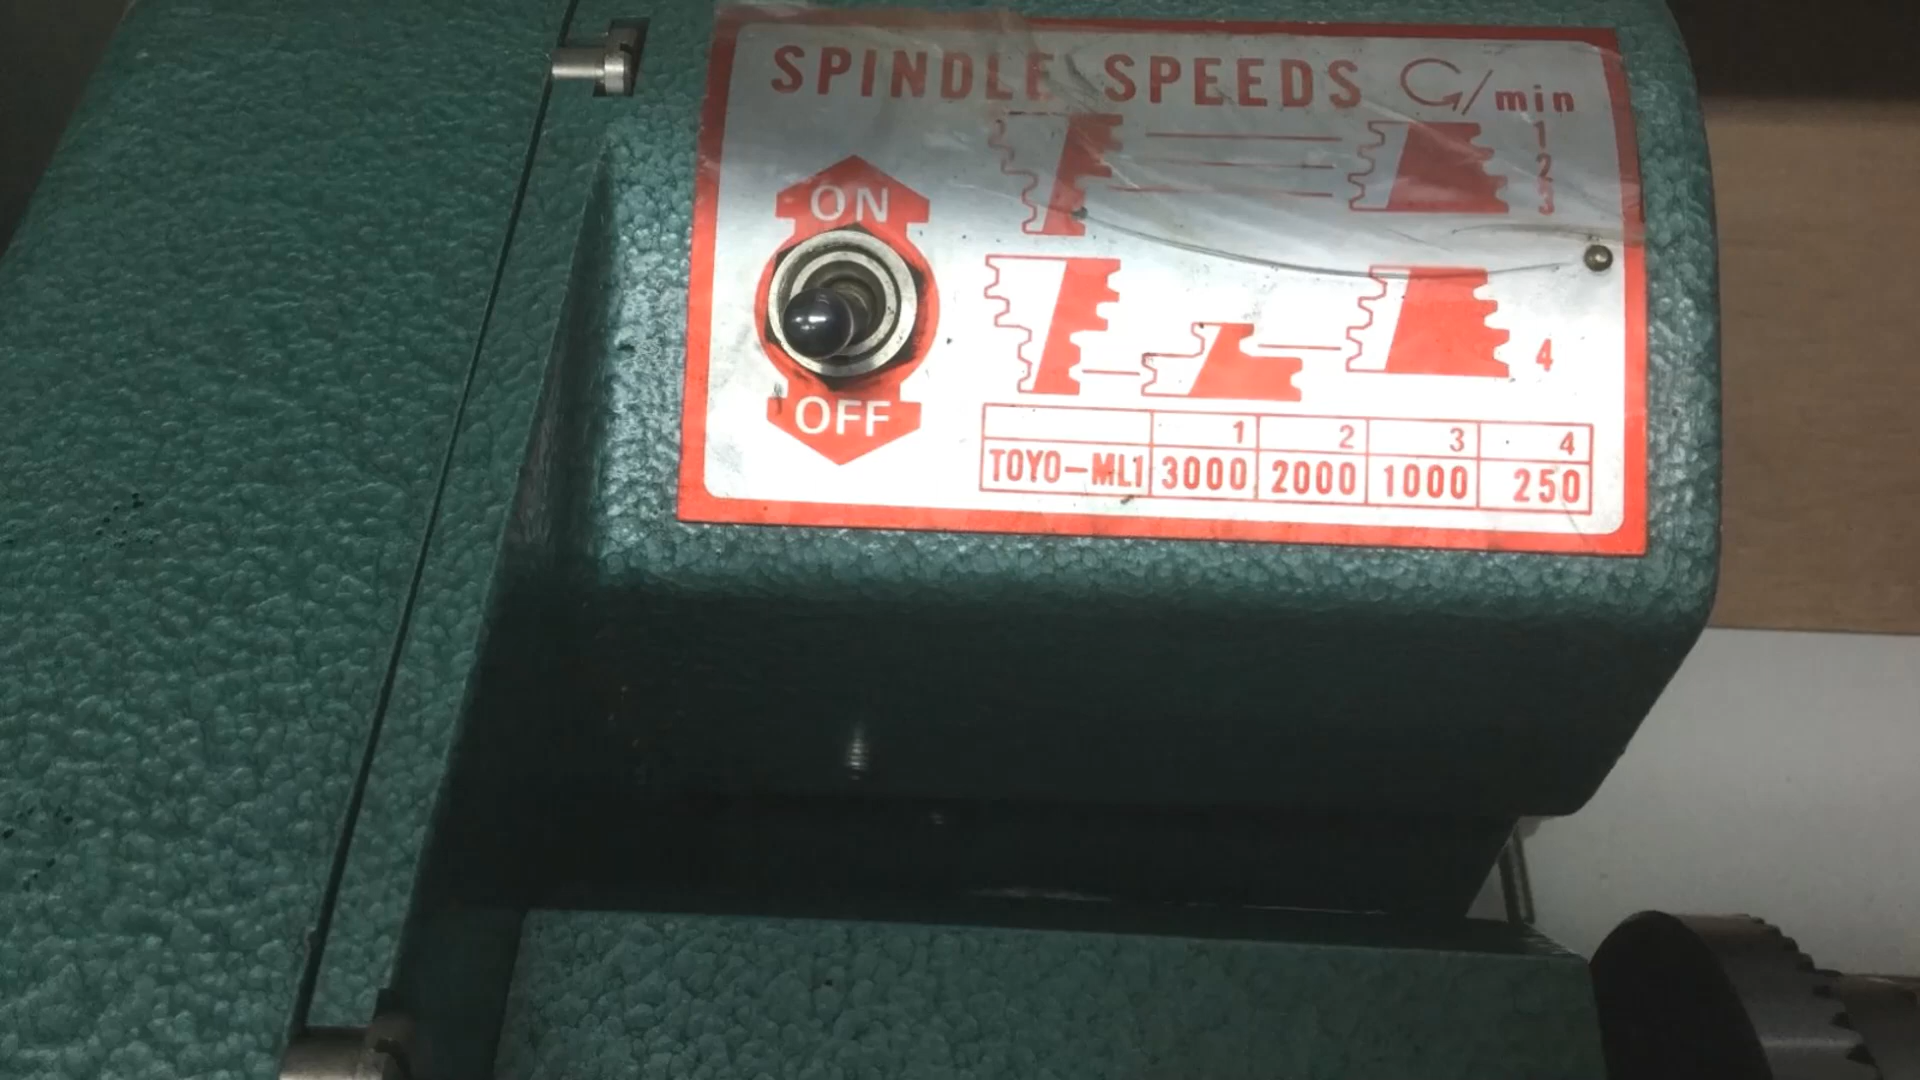 SPINDLE SPEEDS /min
1
2
3
ON
4
OFF
1 2 3 4
TOYO-ML1 3000 2000 1000 250